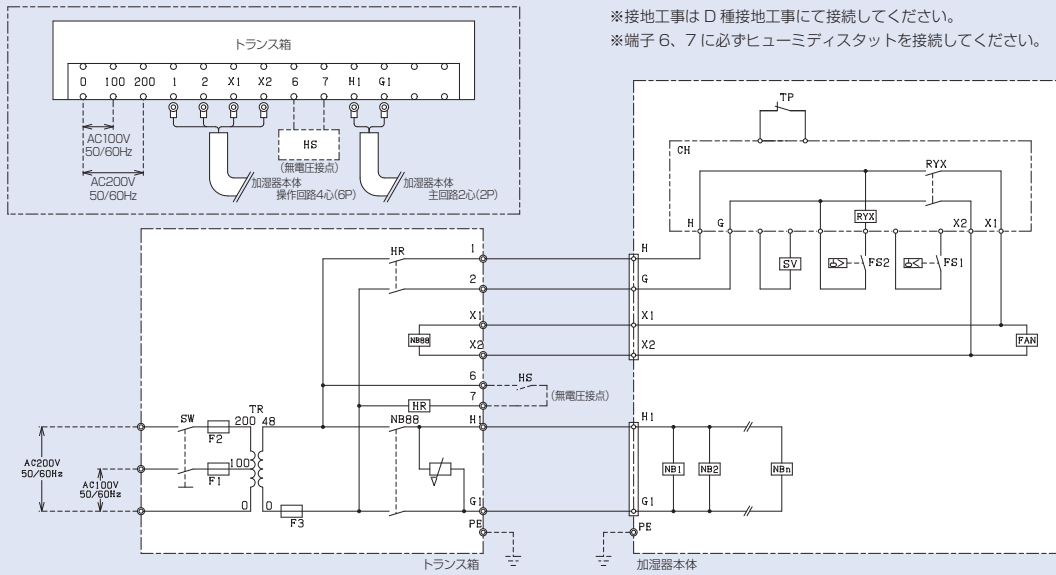 ※接地工事は D 種接地工事にて接続してください。
※端子 6、7 に必ずヒューミディスタットを接続してください。
トランス箱
0 100 200 1 2 X1 X2 6 7 H1 G1
AC100V
50/60Hz
AC200V
50/60Hz
HS
(無電圧接点)
加湿器本体
操作回路4心(6P)
加湿器本体
主回路2心(2P)
TP
CH
RYX
RYX
H G X2 X1
SV
FS2
FS1
HR
1
2
X1
NB88
X2
6
HS
7
(無電圧接点)
HR
H1
SW
TR
200 48
NB88
F2
100
F1
AC200V
50/60Hz
AC100V
50/60Hz
0 0
F3
G1
PE
トランス箱
H
G
X1
X2
FAN
H1
NB1
NB2
NBn
G1
PE
加湿器本体